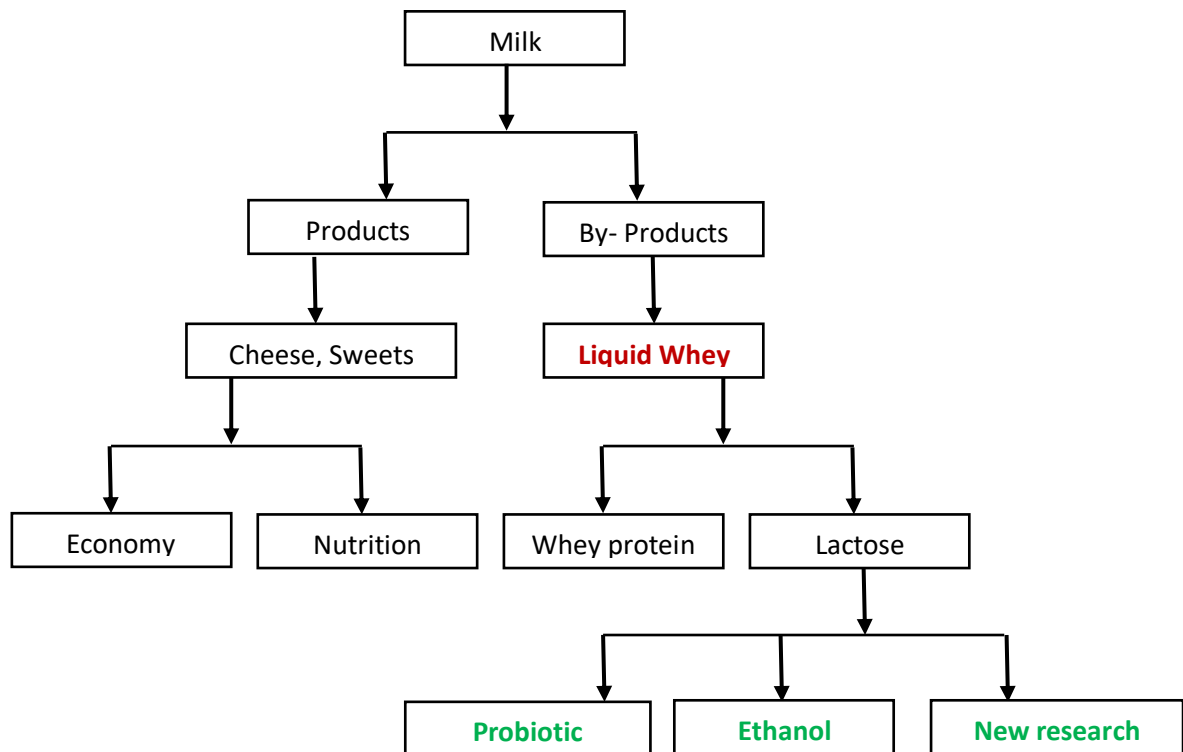 Milk
Products
By- Products
Cheese, Sweets
Liquid Whey
Economy
Nutrition
Whey protein
Lactose
Probiotic
Ethanol
New research